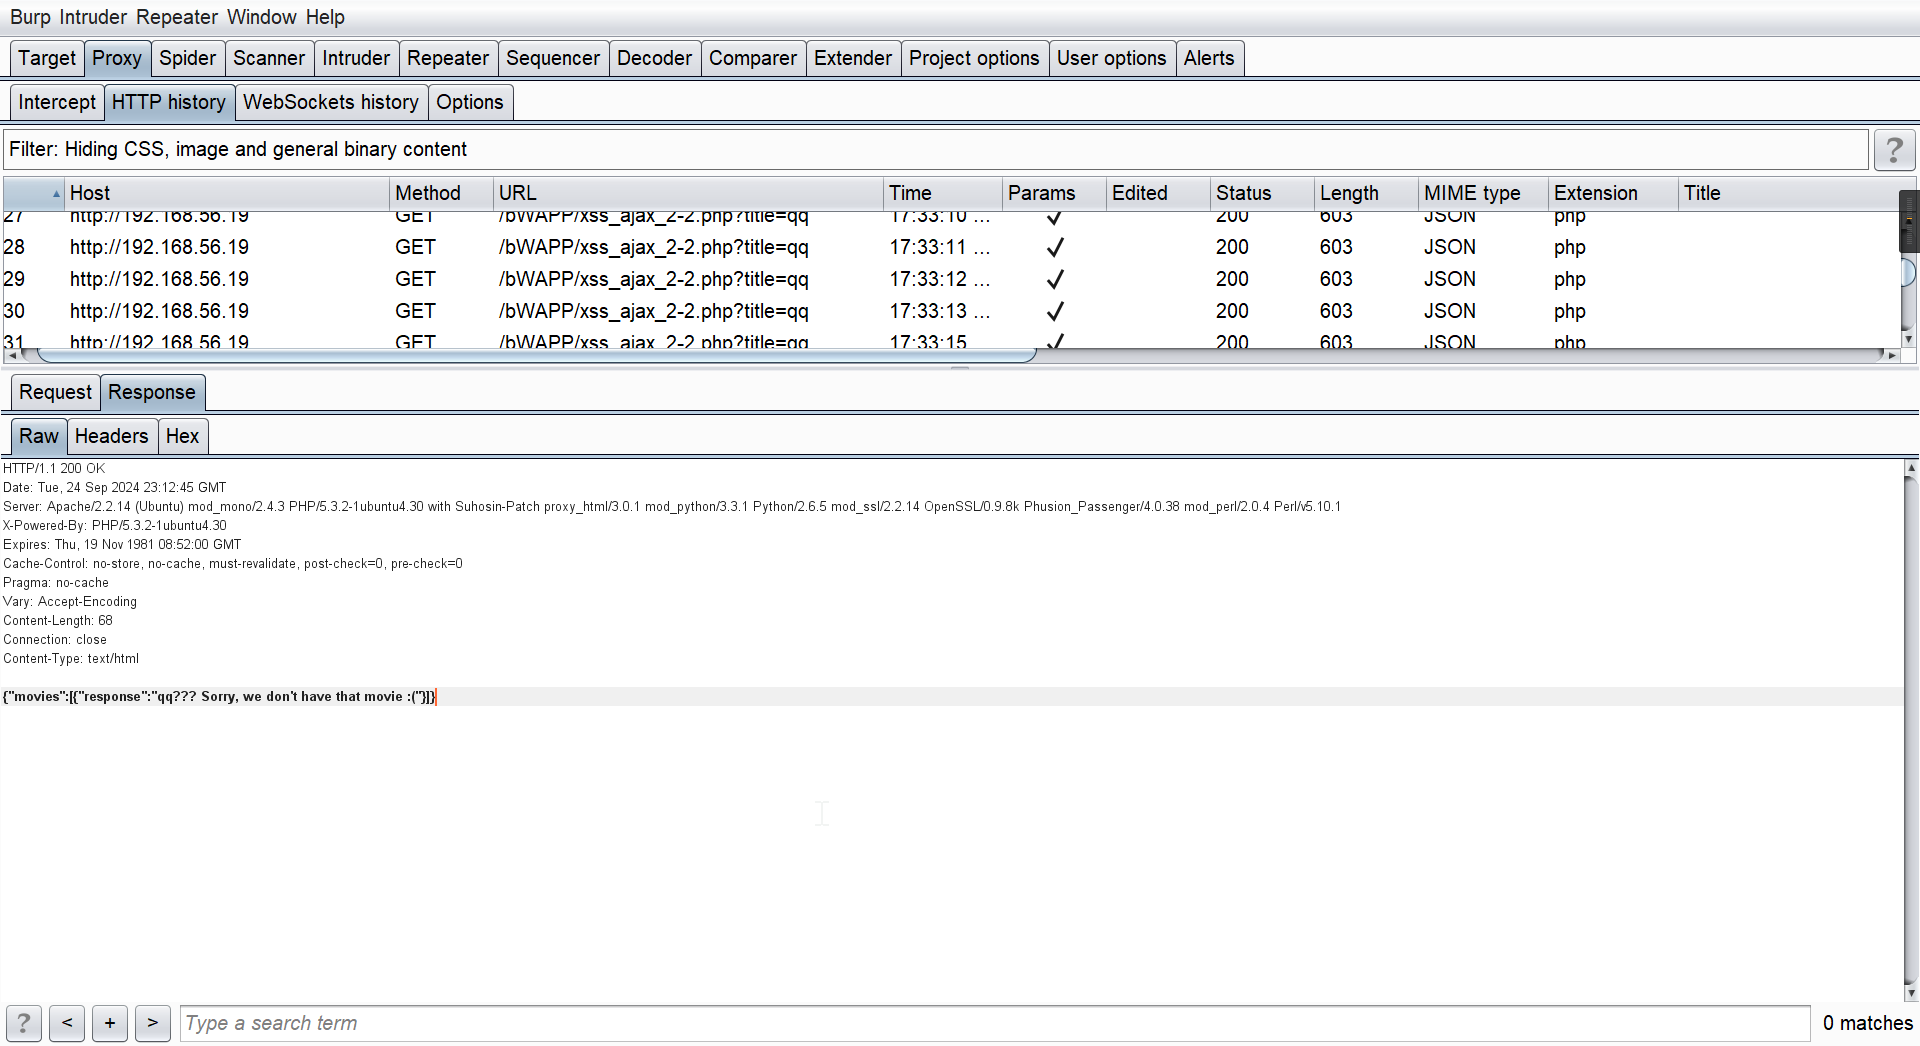 Burp Intruder Repeater Window Help
Target Proxy Spider Scanner Intruder Repeater Sequencer Decoder Comparer Extender Project options User options Alerts
Intercept HTTP history WebSockets history Options
Filter: Hiding CSS, image and general binary content ?
Host Method URL Time Params Edited Status Length MIME type Extension Title
27 http://192.168.56.19 GET /bWAPP/xss_ajax_2-2.php?title=qq 17:33:10 ... 200 603 JSON php
28 http://192.168.56.19 GET /bWAPP/xss_ajax_2-2.php?title=qq 17:33:11 ... 200 603 JSON php
29 http://192.168.56.19 GET /bWAPP/xss_ajax_2-2.php?title=qq 17:33:12 ... 200 603 JSON php
30 http://192.168.56.19 GET /bWAPP/xss_ajax_2-2.php?title=qq 17:33:13 ... 200 603 JSON php
31 http://192.168.56.19 GET /bWAPP/xss_ajax_2-2.php?title=qq 17:33:15 200 603 JSON php
Request Response
Raw Headers Hex
HTTP/1.1 200 OK
Date: Tue, 24 Sep 2024 23:12:45 GMT
Server: Apache/2.2.14 (Ubuntu) mod_mono/2.4.3 PHP/5.3.2-1ubuntu4.30 with Suhosin-Patch proxy_html/3.0.1 mod_python/3.3.1 Python/2.6.5 mod_ssl/2.2.14 OpenSSL/0.9.8k Phusion_Passenger/4.0.38 mod_perl/2.0.4 Perl/v5.10.1
X-Powered-By: PHP/5.3.2-1ubuntu4.30
Expires: Thu, 19 Nov 1981 08:52:00 GMT
Cache-Control: no-store, no-cache, must-revalidate, post-check=0, pre-check=0
Pragma: no-cache
Vary: Accept-Encoding
Content-Length: 68
Connection: close
Content-Type: text/html
{"movies":[{"response":"qq??? Sorry, we don't have that movie :("}]}
? < + > Type a search term 0 matches